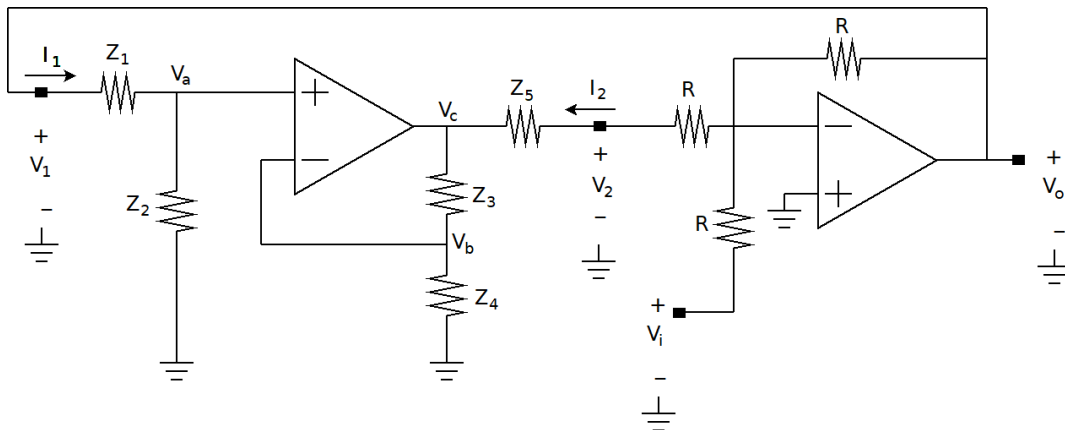 I1
Z1
Va
+
−
Z2
+
V1
−
Vc
Z3
Vb
Z4
Z5
I2
+
V2
−
R
R
R
−
+
+
Vi
−
+
Vo
−